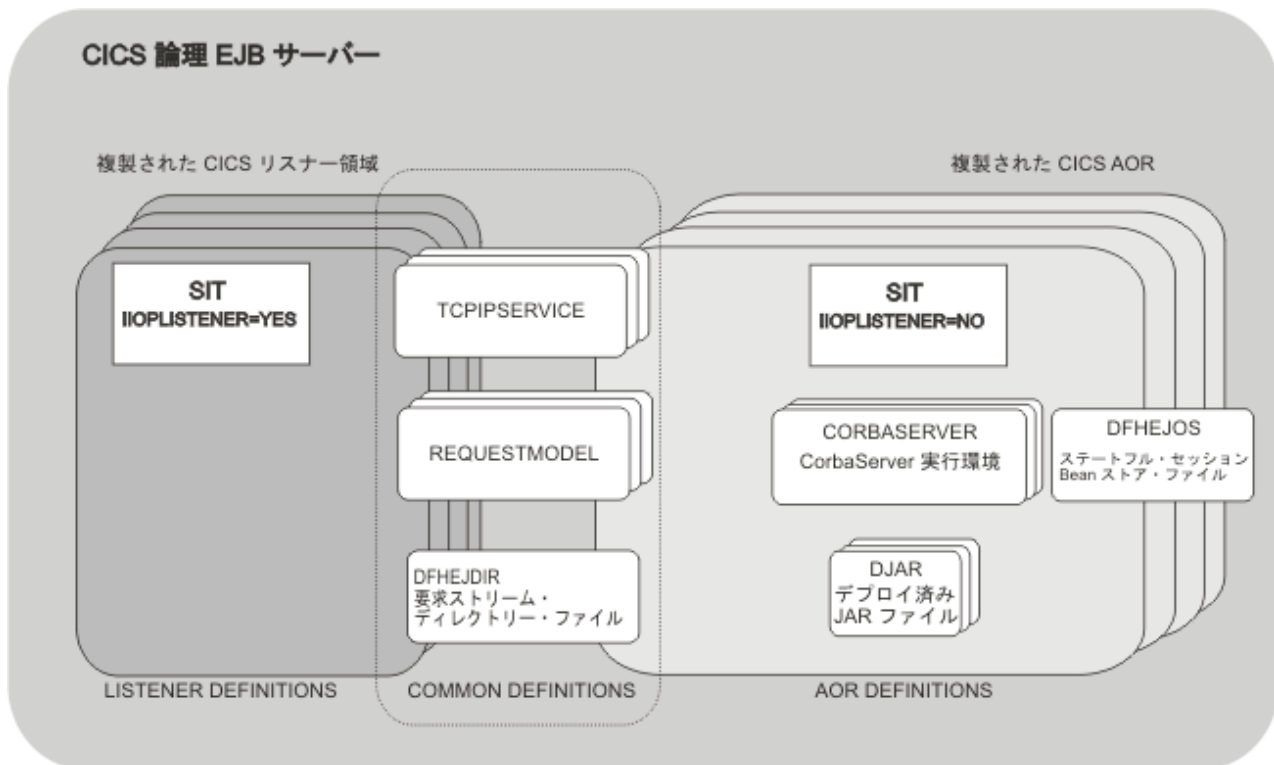 CICS 論理 EJB サーバー
複製された CICS リスナー領域
複製された CICS AOR
SIT
IIOPLISTENER=YES
TCPIPSERVICE
SIT
IIOPLISTENER=NO
REQUESTMODEL
CORBASERVER
CorbaServer 実行環境
DFHEJOS
ステートフル・セッション
Bean ストア・ファイル
DFHEJDIR
要求ストリーム・
ディレクトリー・ファイル
DJAR
デプロイ済み
JAR ファイル
LISTENER DEFINITIONS
COMMON DEFINITIONS
AOR DEFINITIONS